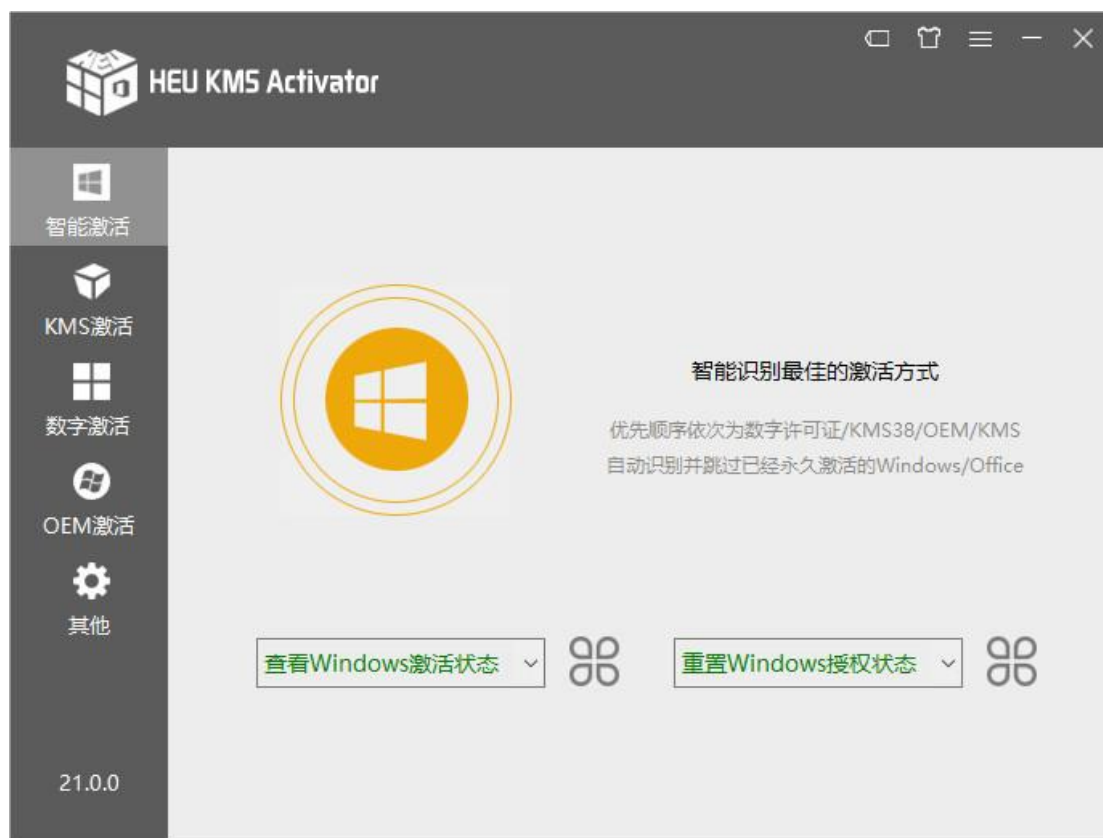 HEU KMS Activator
智能激活
KMS激活
数字激活
OEM激活
其他
21.0.0
智能识别最佳的激活方式
优先顺序依次为数字许可证/KMS38/OEM/KMS
自动识别并跳过已经永久激活的Windows/Office
查看Windows激活状态
重置Windows授权状态